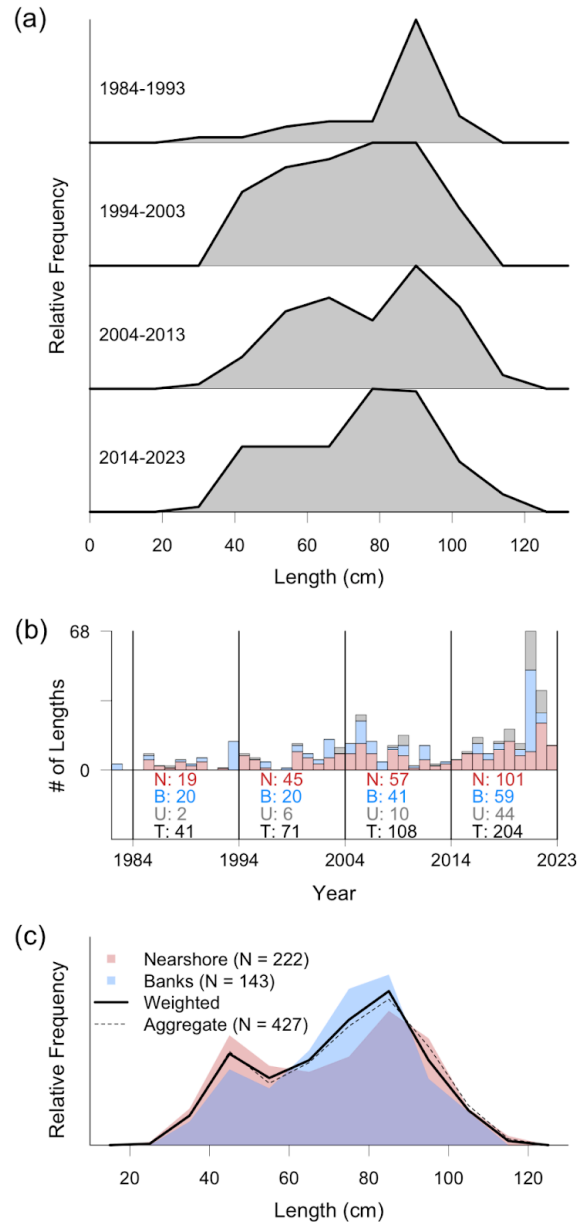 (a)
1984-1993
1994-2003
2004-2013
2014-2023
Relative Frequency
0 20 40 60 80 100 120
Length (cm)
(b)
68
0
# of Lengths
N: 19 N: 45 N: 57 N: 101
B: 20 B: 20 B: 41 B: 59
U: 2 U: 6 U: 10 U: 44
T: 41 T: 71 T: 108 T: 204
1984 1994 2004 2014 2023
Year
(c)
Nearshore (N = 222)
Banks (N = 143)
Weighted
Aggregate (N = 427)
Relative Frequency
20 40 60 80 100 120
Length (cm)